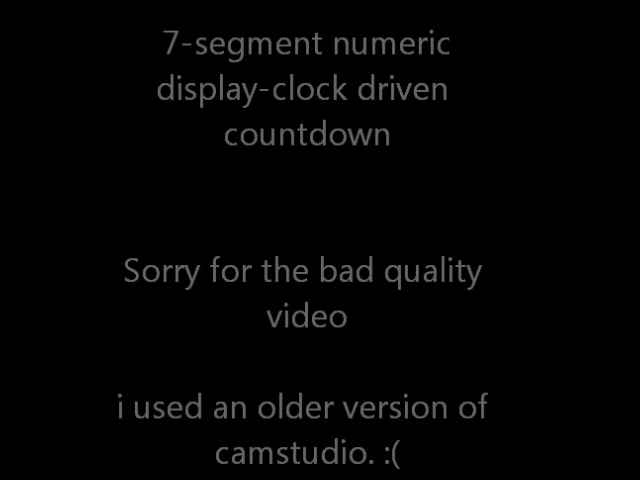 7-segment numeric
display-clock driven
countdown
Sorry for the bad quality
video
i used an older version of
camstudio. :(